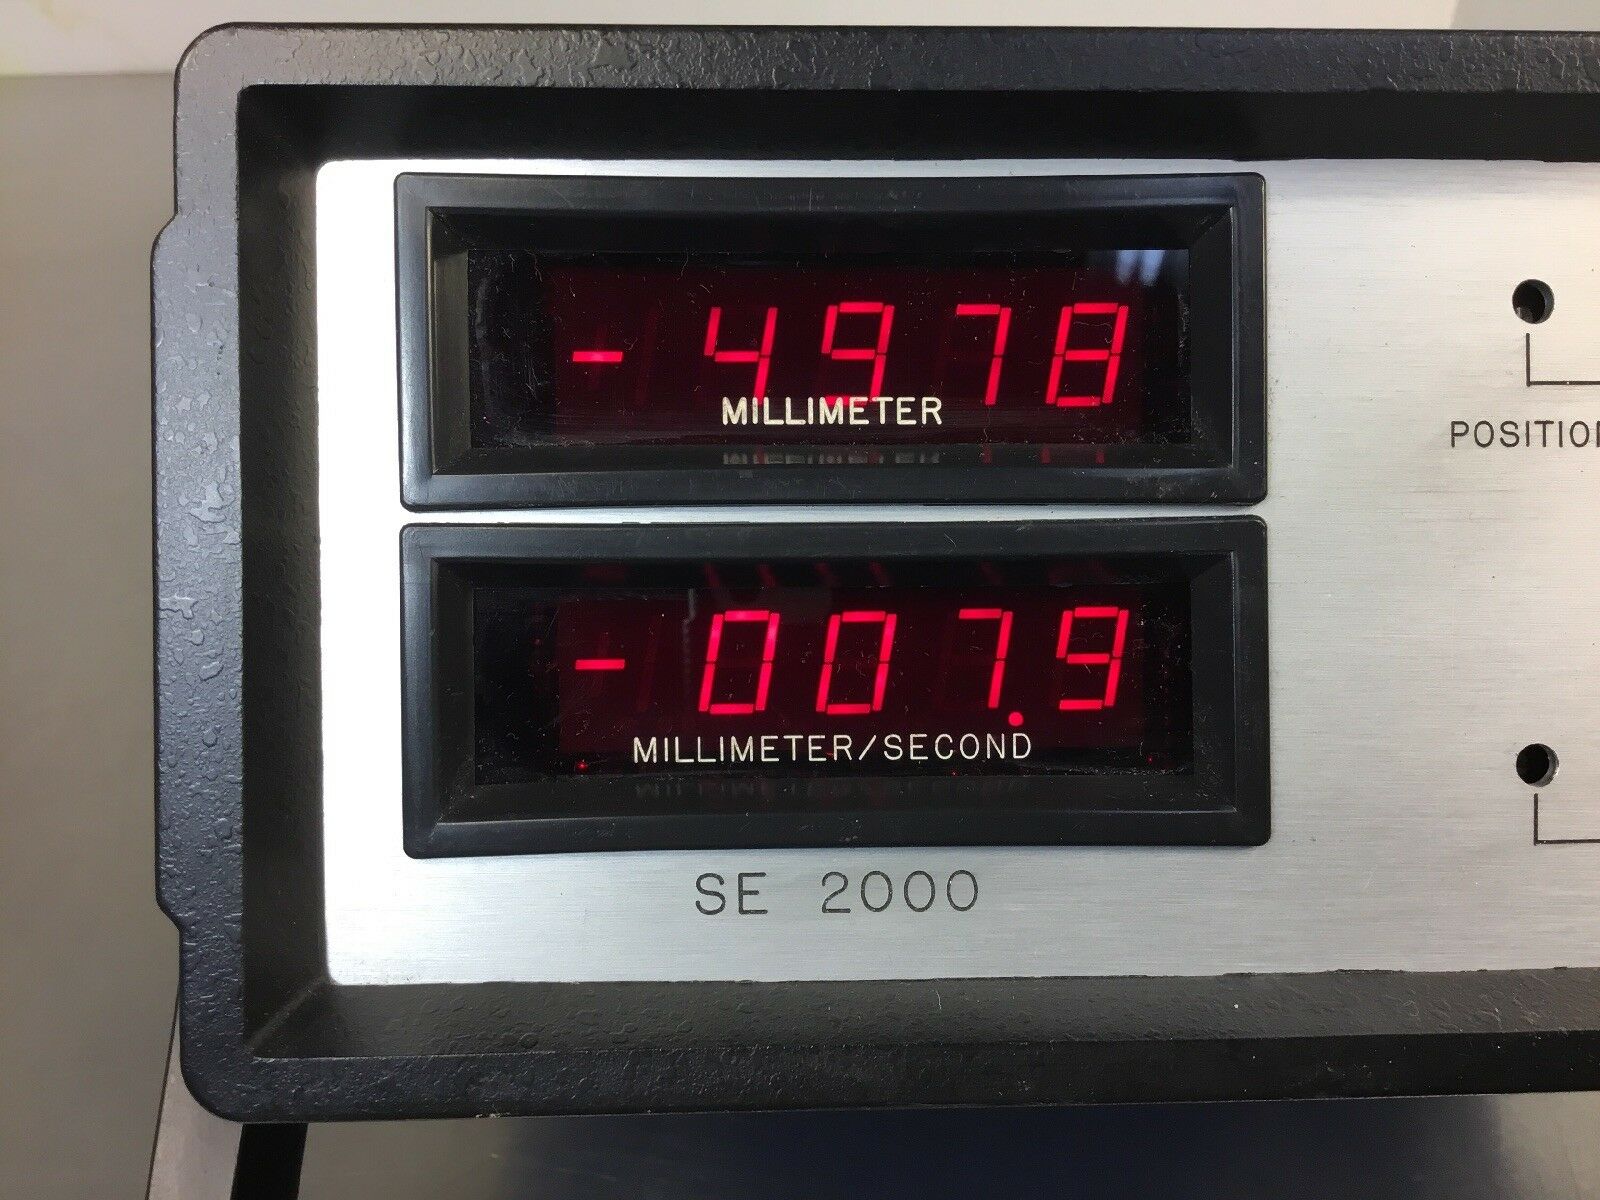 - 4978
MILLIMETER
POSITIO
- 007.9
MILLIMETER/SECOND
SE 2000